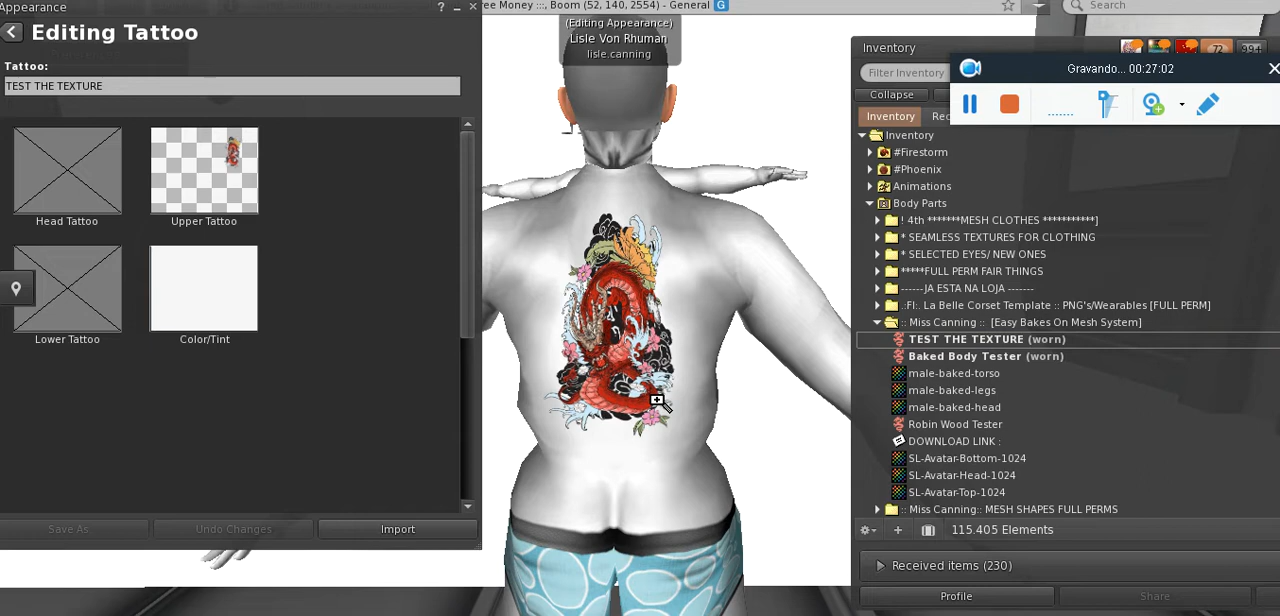 Appearance
? _ ×
Editing Tattoo
Tattoo:
TEST THE TEXTURE
Head Tattoo
Upper Tattoo
Lower Tattoo
Color/Tint
Save As
Undo Changes
Import
ree Money :::, Boom (52, 140, 2554) - General G
Search
(Editing Appearance)
Lisle Von Rhuman
lisle.canning
Inventory
72
Filter Inventory
Gravando... 00:27:02
Collapse
Inventory
Rec
Inventory
#Firestorm
#Phoenix
Animations
Body Parts
! 4th *******MESH CLOTHES ***********]
* SEAMLESS TEXTURES FOR CLOTHING
* SELECTED EYES/ NEW ONES
*****FULL PERM FAIR THINGS
------JA ESTA NA LOJA -------
.:FI:. La Belle Corset Template :: PNG's/Wearables [FULL PERM]
:: Miss Canning :: [Easy Bakes On Mesh System]
TEST THE TEXTURE (worn)
Baked Body Tester (worn)
male-baked-torso
male-baked-legs
male-baked-head
Robin Wood Tester
DOWNLOAD LINK :
SL-Avatar-Bottom-1024
SL-Avatar-Head-1024
SL-Avatar-Top-1024
:: Miss Canning:: MESH SHAPES FULL PERMS
115.405 Elements
Received items (230)
Profile
Share